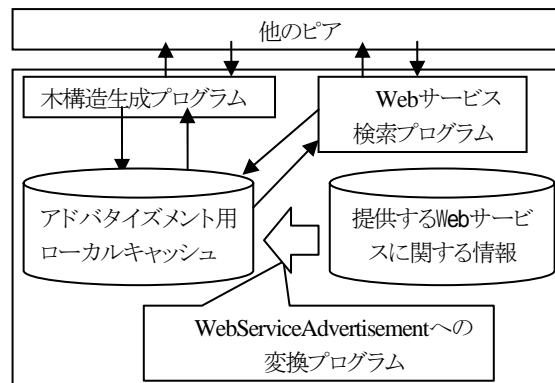 他のピア
木構造生成プログラム
Webサービス
検索プログラム
アドバタイズメント用
ローカルキャッシュ
提供するWebサービ
スに関する情報
WebServiceAdvertisementへの
変換プログラム